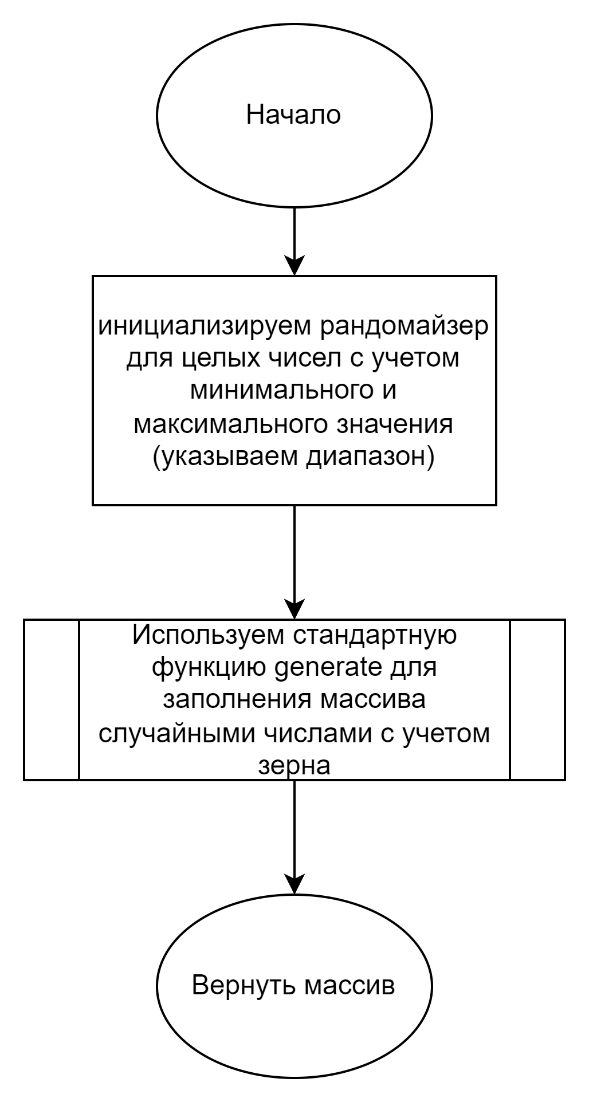 Начало
инициализируем рандомайзер
для целых чисел с учетом
минимального и
максимального значения
(указываем диапазон)
Используем стандартную
функцию generate для
заполнения массива
случайными числами с учетом
зерна
Вернуть массив